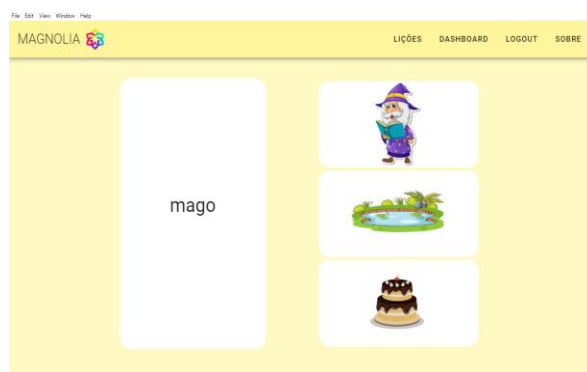 File Edit View Window Help
MAGNOLIA
LIÇÕES DASHBOARD LOGOUT SOBRE
mago